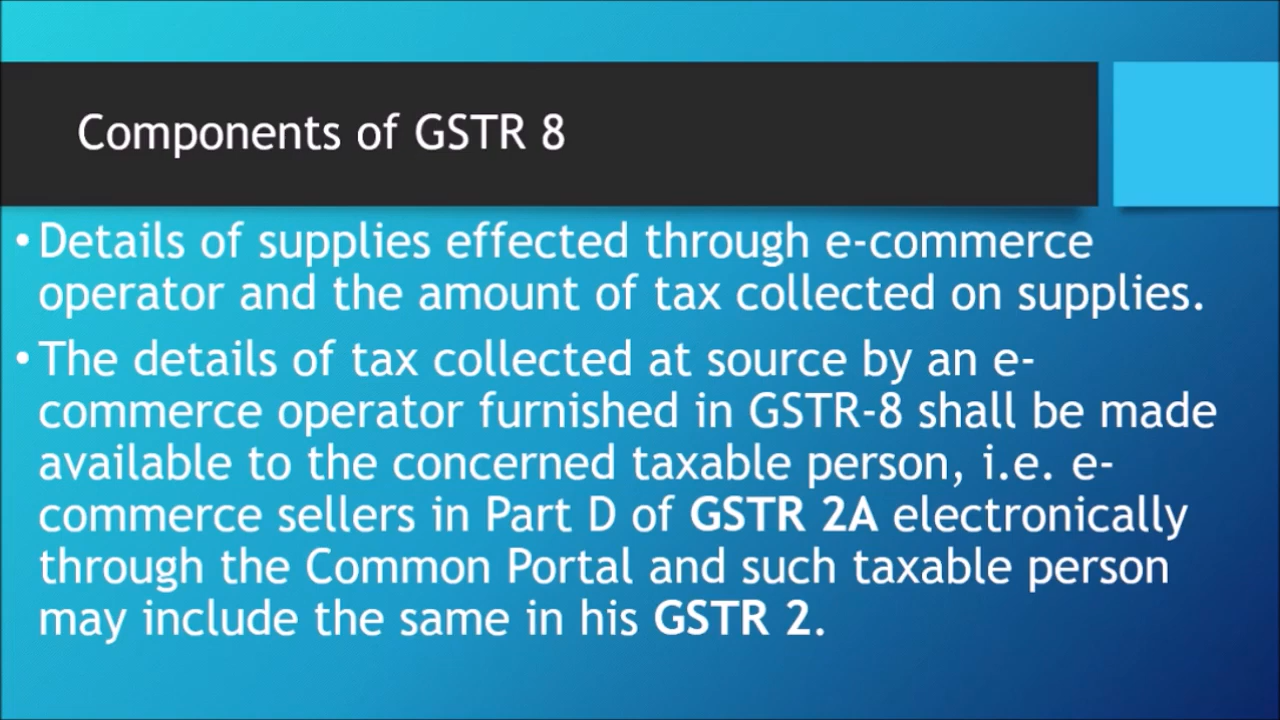 Components of GSTR 8
•Details of supplies effected through e-commerce
operator and the amount of tax collected on supplies.
•The details of tax collected at source by an e-
commerce operator furnished in GSTR-8 shall be made
available to the concerned taxable person, i.e. e-
commerce sellers in Part D of GSTR 2A electronically
through the Common Portal and such taxable person
may include the same in his GSTR 2.